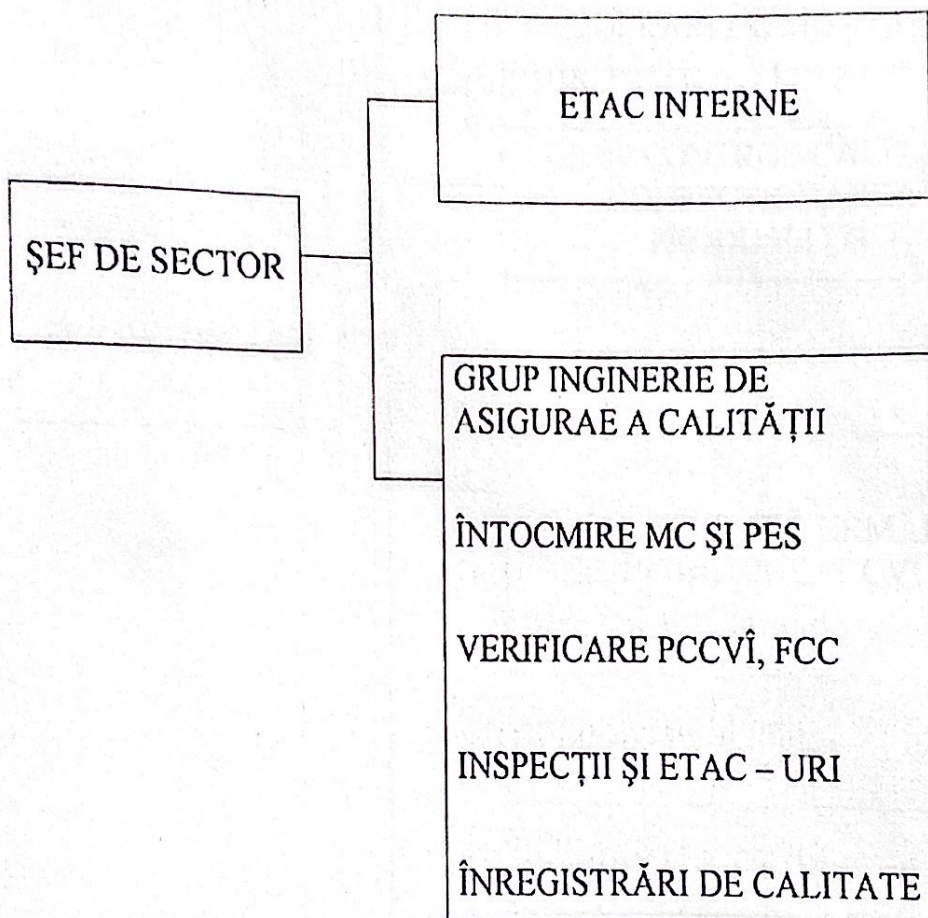 ETAC INTERNE
ŞEF DE SECTOR
GRUP INGINERIE DE
ASIGURAE A CALITĂŢII
ÎNTOCMIRE MC ŞI PES
VERIFICARE PCCVÎ, FCC
INSPECŢII ŞI ETAC – URI
ÎNREGISTRĂRI DE CALITATE